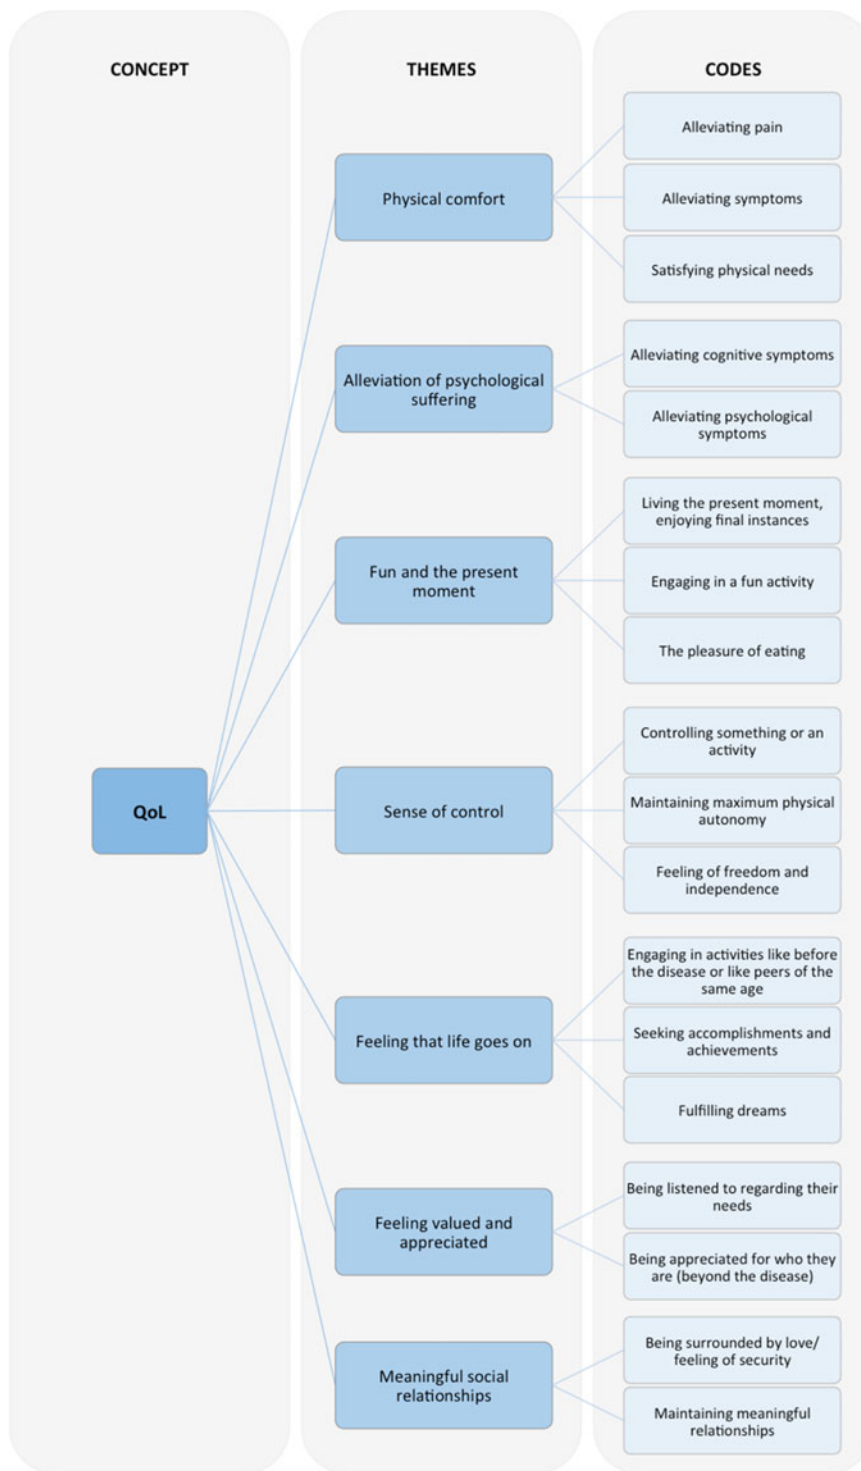 CONCEPT
THEMES
CODES
QoL
Physical comfort
Alleviating pain
Alleviating symptoms
Satisfying physical needs
Alleviation of psychological
suffering
Alleviating cognitive symptoms
Alleviating psychological
symptoms
Fun and the present
moment
Living the present moment,
enjoying final instances
Engaging in a fun activity
The pleasure of eating
Sense of control
Controlling something or an
activity
Maintaining maximum physical
autonomy
Feeling of freedom and
independence
Feeling that life goes on
Engaging in activities like before
the disease or like peers of the
same age
Seeking accomplishments and
achievements
Fulfilling dreams
Feeling valued and
appreciated
Being listened to regarding their
needs
Being appreciated for who they
are (beyond the disease)
Meaningful social
relationships
Being surrounded by love/
feeling of security
Maintaining meaningful
relationships